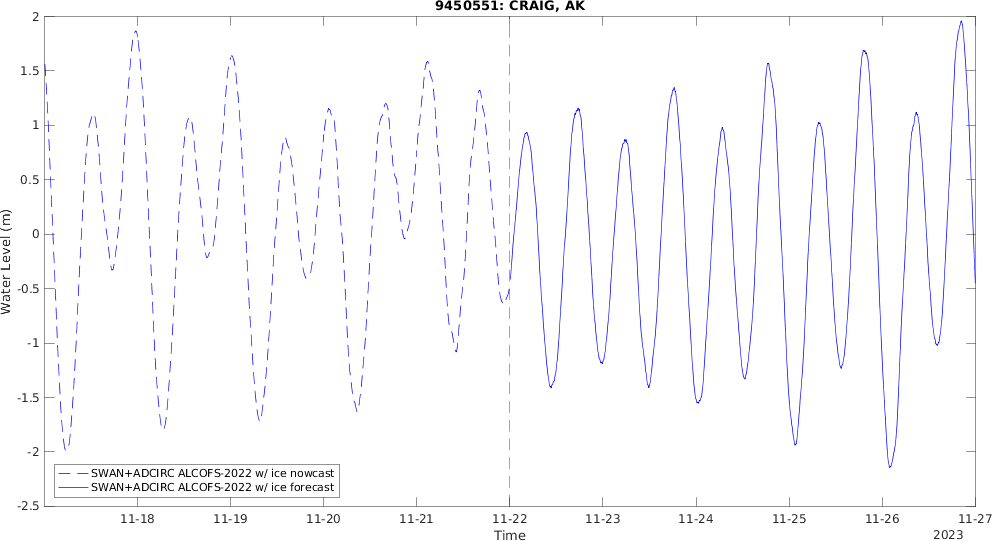 9450551: CRAIG, AK
Water Level (m)
2
1.5
1
0.5
0
-0.5
-1
-1.5
-2
-2.5
SWAN+ADCIRC ALCOFS-2022 w/ ice nowcast
SWAN+ADCIRC ALCOFS-2022 w/ ice forecast
11-18 11-19 11-20 11-21 11-22 11-23 11-24 11-25 11-26 11-27
Time
2023